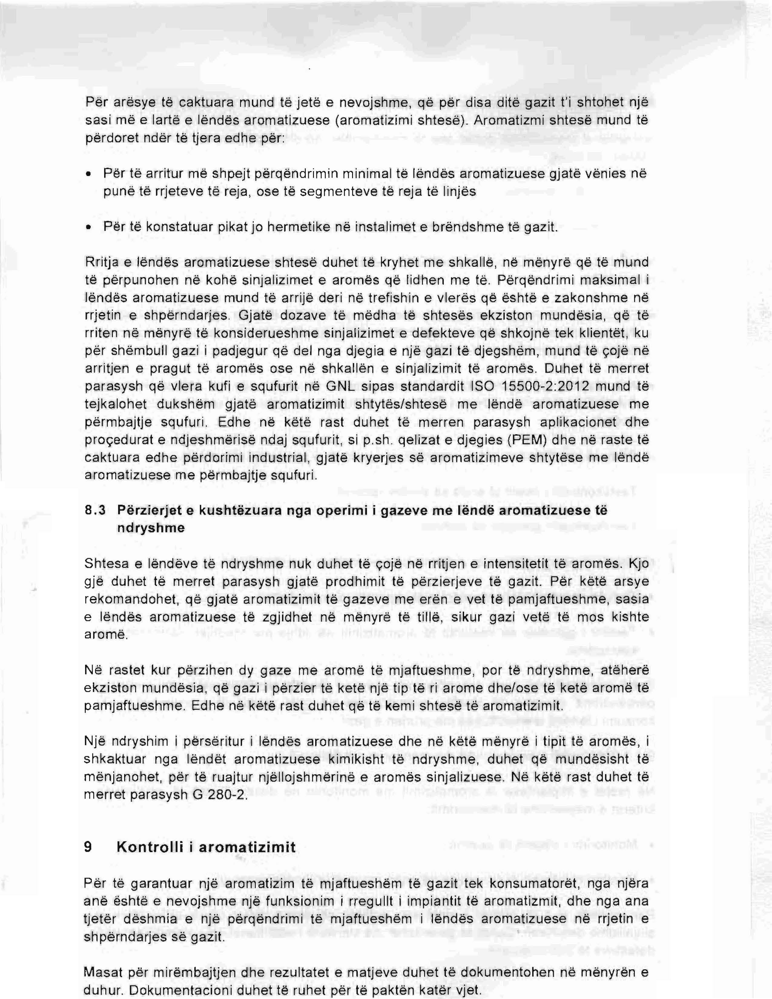 Për arësye të caktuara mund të jetë e nevojshme, që për disa ditë gazit t'i shtohet një
sasi më e lartë e lëndës aromatizuese (aromatizimi shtesë). Aromatizmi shtesë mund të
përdoret ndër të tjera edhe për:
• Për të arritur më shpejt përqëndrimin minimal të lëndës aromatizuese gjatë vënies në
punë të rrjeteve të reja, ose të segmenteve të reja të linjës
• Për të konstatuar pikat jo hermetike në instalimet e brëndshme të gazit.
Rritja e lëndës aromatizuese shtesë duhet të kryhet me shkallë, në mënyrë që të mund
të përpunohen në kohë sinjalizimet e aromës që lidhen me të. Përqëndrimi maksimal i
lëndës aromatizuese mund të arrijë deri në trefishin e vlerës që është e zakonshme në
rrjetin e shpërndarjes. Gjatë dozave të mëdha të shtesës ekziston mundësia, që të
rriten në mënyrë të konsiderueshme sinjalizimet e defekteve që shkojnë tek klientët, ku
për shëmbull gazi i padjegur që del nga djegia e një gazi të djegshëm, mund të çojë në
arritjen e pragut të aromës ose në shkallën e sinjalizimit të aromës. Duhet të merret
parasysh që vlera kufi e squfurit në GNL sipas standardit ISO 15500-2:2012 mund të
tejkalohet dukshëm gjatë aromatizimit shtytës/shtesë me lëndë aromatizuese me
përmbajtje squfuri. Edhe në këtë rast duhet të merren parasysh aplikacionet dhe
proçedurat e ndjeshmërisë ndaj squfurit, si p.sh. qelizat e djegies (PEM) dhe në raste të
caktuara edhe përdorimi industrial, gjatë kryerjes së aromatizimeve shtytëse me lëndë
aromatizuese me përmbajtje squfuri.
8.3 Përzierjet e kushtëzuara nga operimi i gazeve me lëndë aromatizuese të
ndryshme
Shtesa e lëndëve të ndryshme nuk duhet të çojë në rritjen e intensitetit të aromës. Kjo
gjë duhet të merret parasysh gjatë prodhimit të përzierjeve të gazit. Për këtë arsye
rekomandohet, që gjatë aromatizimit të gazeve me erën e vet të pamjaftueshme, sasia
e lëndës aromatizuese të zgjidhet në mënyrë të tillë, sikur gazi vetë të mos kishte
aromë.
Në rastet kur përzihen dy gaze me aromë të mjaftueshme, por të ndryshme, atëherë
ekziston mundësia, që gazi i përzier të ketë një tip të ri arome dhe/ose të ketë aromë të
pamjaftueshme. Edhe në këtë rast duhet që të kemi shtesë të aromatizimit.
Një ndryshim i përsëritur i lëndës aromatizuese dhe në këtë mënyrë i tipit të aromës, i
shkaktuar nga lëndët aromatizuese kimikisht të ndryshme, duhet që mundësisht të
mënjanohet, për të ruajtur njëllojshmërinë e aromës sinjalizuese. Në këtë rast duhet të
merret parasysh G 280-2.
9 Kontrolli i aromatizimit
Për të garantuar një aromatizim të mjaftueshëm të gazit tek konsumatorët, nga njëra
anë është e nevojshme një funksionim i rregullt i impiantit të aromatizmit, dhe nga ana
tjetër dëshmia e një përqëndrimi të mjaftueshëm i lëndës aromatizuese në rrjetin e
shpërndarjes së gazit.
Masat për mirëmbajtjen dhe rezultatet e matjeve duhet të dokumentohen në mënyrën e
duhur. Dokumentacioni duhet të ruhet për të paktën katër vjet.